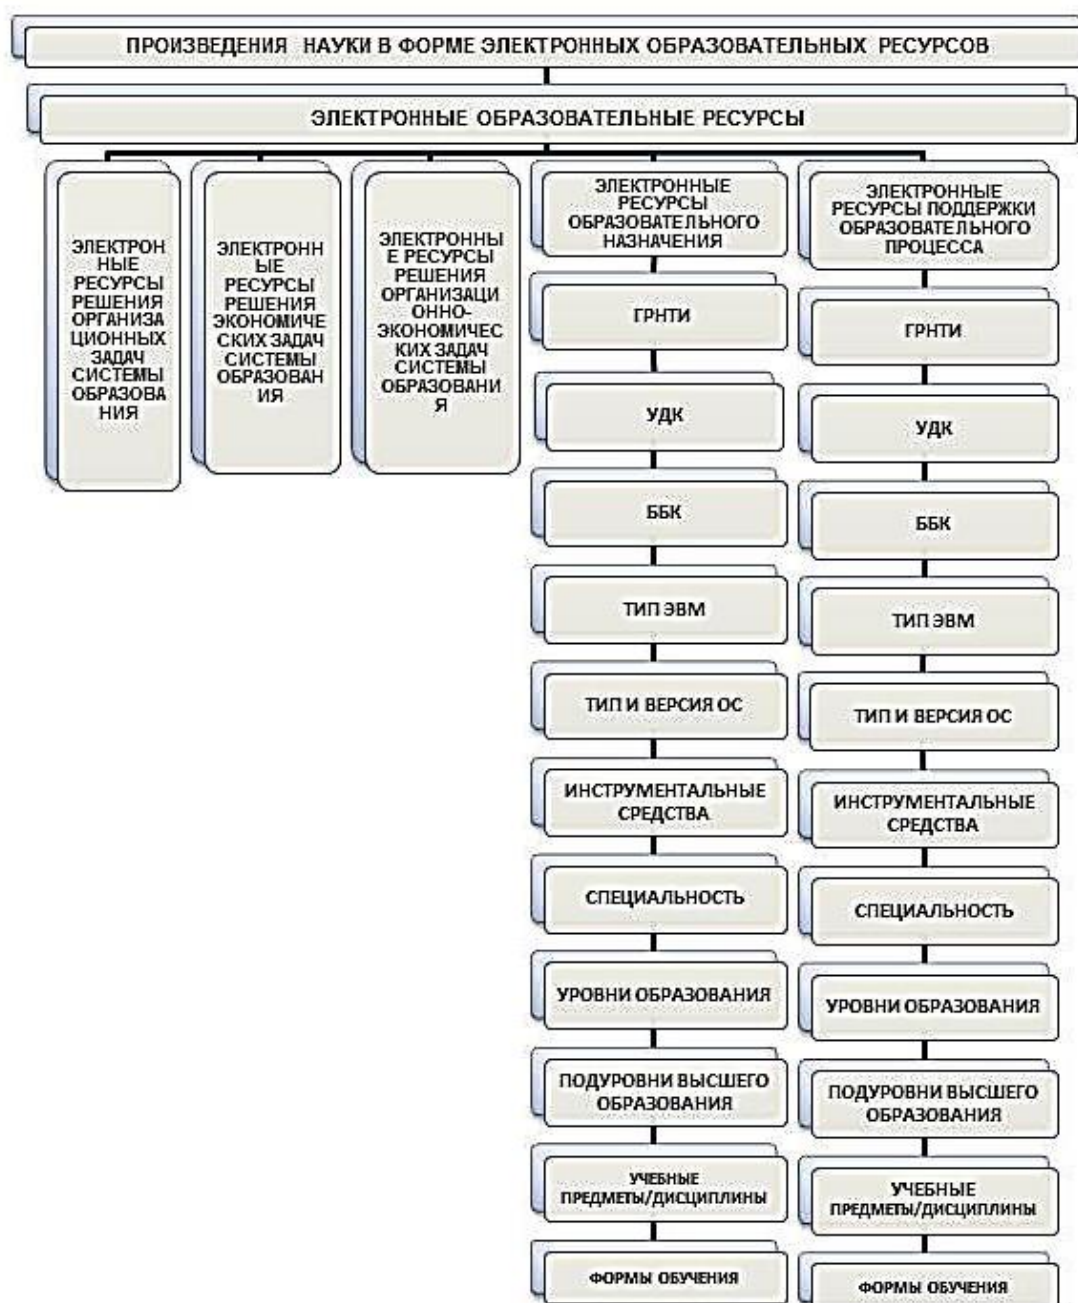 ПРОИЗВЕДЕНИЯ НАУКИ В ФОРМЕ ЭЛЕКТРОННЫХ ОБРАЗОВАТЕЛЬНЫХ РЕСУРСОВ
ЭЛЕКТРОННЫЕ ОБРАЗОВАТЕЛЬНЫЕ РЕСУРСЫ
ЭЛЕКТРОН
НЫЕ
РЕСУРСЫ
РЕШЕНИЯ
ОРГАНИЗА
ЦИОННЫХ
ЗАДАЧ
СИСТЕМЫ
ОБРАЗОВА
НИЯ
ЭЛЕКТРОНН
ЫЕ
РЕСУРСЫ
РЕШЕНИЯ
ЭКОНОМИЧЕ
СКИХ ЗАДАЧ
СИСТЕМЫ
ОБРАЗОВАН
ИЯ
ЭЛЕКТРОННЫ
Е РЕСУРСЫ
РЕШЕНИЯ
ОРГАНИЗАЦИ
ОННО-
ЭКОНОМИЧЕС
КИХ ЗАДАЧ
СИСТЕМЫ
ОБРАЗОВАНИ
Я
ЭЛЕКТРОННЫЕ
РЕСУРСЫ
ОБРАЗОВАТЕЛЬНОГО
НАЗНАЧЕНИЯ
ГРНТИ
УДК
ББК
ТИП ЭВМ
ТИП И ВЕРСИЯ ОС
ИНСТРУМЕНТАЛЬНЫЕ
СРЕДСТВА
СПЕЦИАЛЬНОСТЬ
УРОВНИ ОБРАЗОВАНИЯ
ПОДУРОВНИ ВЫСШЕГО
ОБРАЗОВАНИЯ
УЧЕБНЫЕ
ПРЕДМЕТЫ/ДИСЦИПЛИНЫ
ФОРМЫ ОБУЧЕНИЯ
ЭЛЕКТРОННЫЕ
РЕСУРСЫ ПОДДЕРЖКИ
ОБРАЗОВАТЕЛЬНОГО
ПРОЦЕССА
ГРНТИ
УДК
ББК
ТИП ЭВМ
ТИП И ВЕРСИЯ ОС
ИНСТРУМЕНТАЛЬНЫЕ
СРЕДСТВА
СПЕЦИАЛЬНОСТЬ
УРОВНИ ОБРАЗОВАНИЯ
ПОДУРОВНИ ВЫСШЕГО
ОБРАЗОВАНИЯ
УЧЕБНЫЕ
ПРЕДМЕТЫ/ДИСЦИПЛИНЫ
ФОРМЫ ОБУЧЕНИЯ